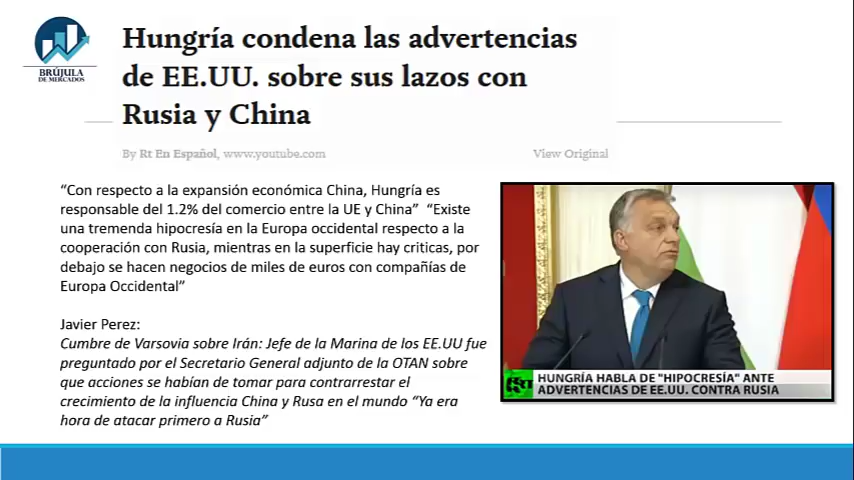 BRÚJULA
DE MERCADOS
Hungría condena las advertencias
de EE.UU. sobre sus lazos con
Rusia y China
By Rt En Español, www.youtube.com
View Original
“Con respecto a la expansión económica China, Hungría es
responsable del 1.2% del comercio entre la UE y China” “Existe
una tremenda hipocresía en la Europa occidental respecto a la
cooperación con Rusia, mientras en la superficie hay criticas, por
debajo se hacen negocios de miles de euros con compañías de
Europa Occidental”
Javier Perez:
Cumbre de Varsovia sobre Irán: Jefe de la Marina de los EE.UU fue
preguntado por el Secretario General adjunto de la OTAN sobre
que acciones se habían de tomar para contrarrestar el
crecimiento de la influencia China y Rusa en el mundo “Ya era
hora de atacar primero a Rusia”
RT
HUNGRÍA HABLA DE "HIPOCRESÍA" ANTE
ADVERTENCIAS DE EE.UU. CONTRA RUSIA